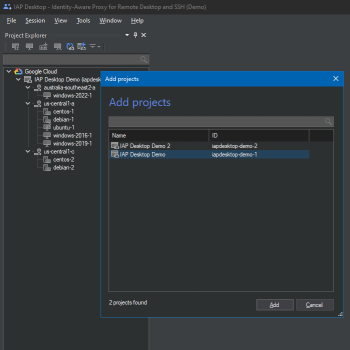 IAP Desktop - Identity-Aware Proxy for Remote Desktop and SSH (Demo)
File Session View Tools Window Help
Project Explorer
Google Cloud
IAP Desktop Demo (iapdesk
australia-southeast2-a
windows-2022-1
us-central1-a
centos-1
debian-1
ubuntu-1
windows-2016-1
windows-2019-1
us-central1-c
centos-2
debian-2
Add projects
Add projects
Name ID
IAP Desktop Demo 2 iapdesktop-demo-2
IAP Desktop Demo iapdesktop-demo-1
2 projects found
Add Cancel